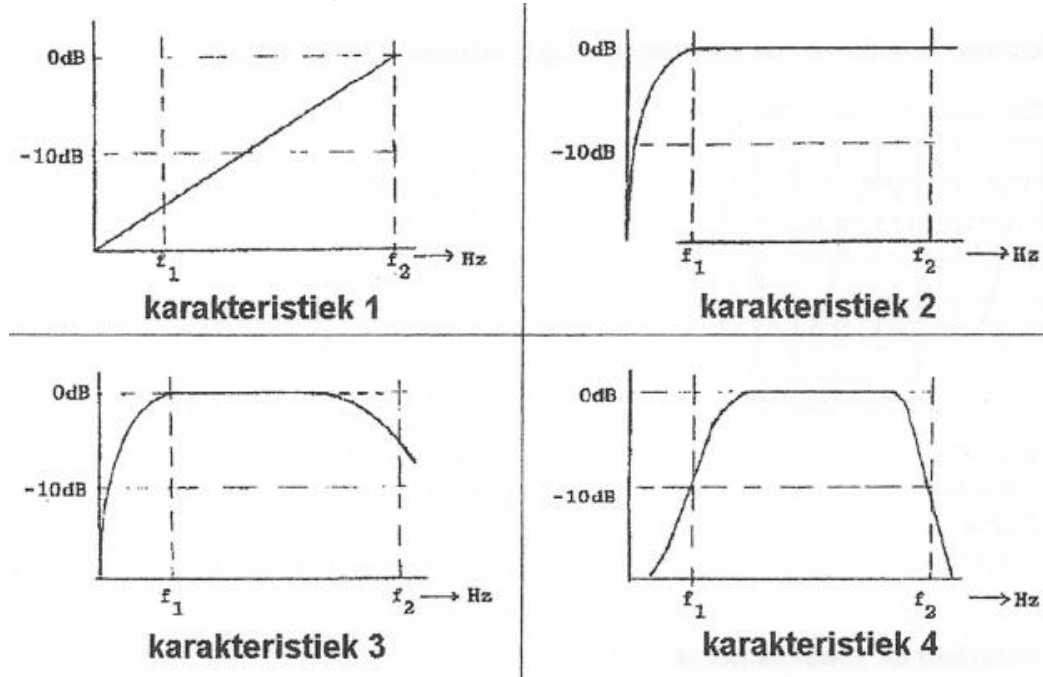 0dB
-10dB
f1
f2
Hz
karakteristiek 1
0dB
-10dB
f1
f2
Hz
karakteristiek 2
0dB
-10dB
f1
f2
Hz
karakteristiek 3
0dB
-10dB
f1
f2
Hz
karakteristiek 4